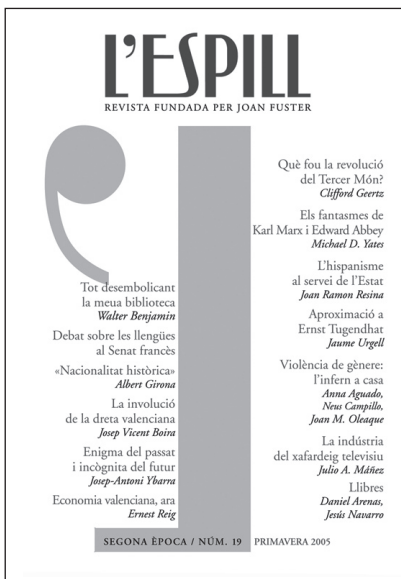 L'ESPILL
REVISTA FUNDADA PER JOAN FUSTER
Tot desembolicant
la meua biblioteca
Walter Benjamin
Debat sobre les llengües
al Senat francès
«Nacionalitat històrica»
Albert Girona
La involució
de la dreta valenciana
Josep Vicent Boira
Enigma del passat
i incògnita del futur
Josep-Antoni Ybarra
Economia valenciana, ara
Ernest Reig
Què fou la revolució
del Tercer Món?
Clifford Geertz
Els fantasmes de
Karl Marx i Edward Abbey
Michael D. Yates
L'hispanisme
al servei de l'Estat
Joan Ramon Resina
Aproximació a
Ernst Tugendhat
Jaume Urgell
Violència de gènere:
l'infern a casa
Anna Aguado,
Neus Campillo,
Joan M. Oleaque
La indústria
del xafardeig televisiu
Julio A. Máñez
Llibres
Daniel Arenas,
Jesús Navarro
SEGONA ÈPOCA / NÚM. 19 PRIMAVERA 2005